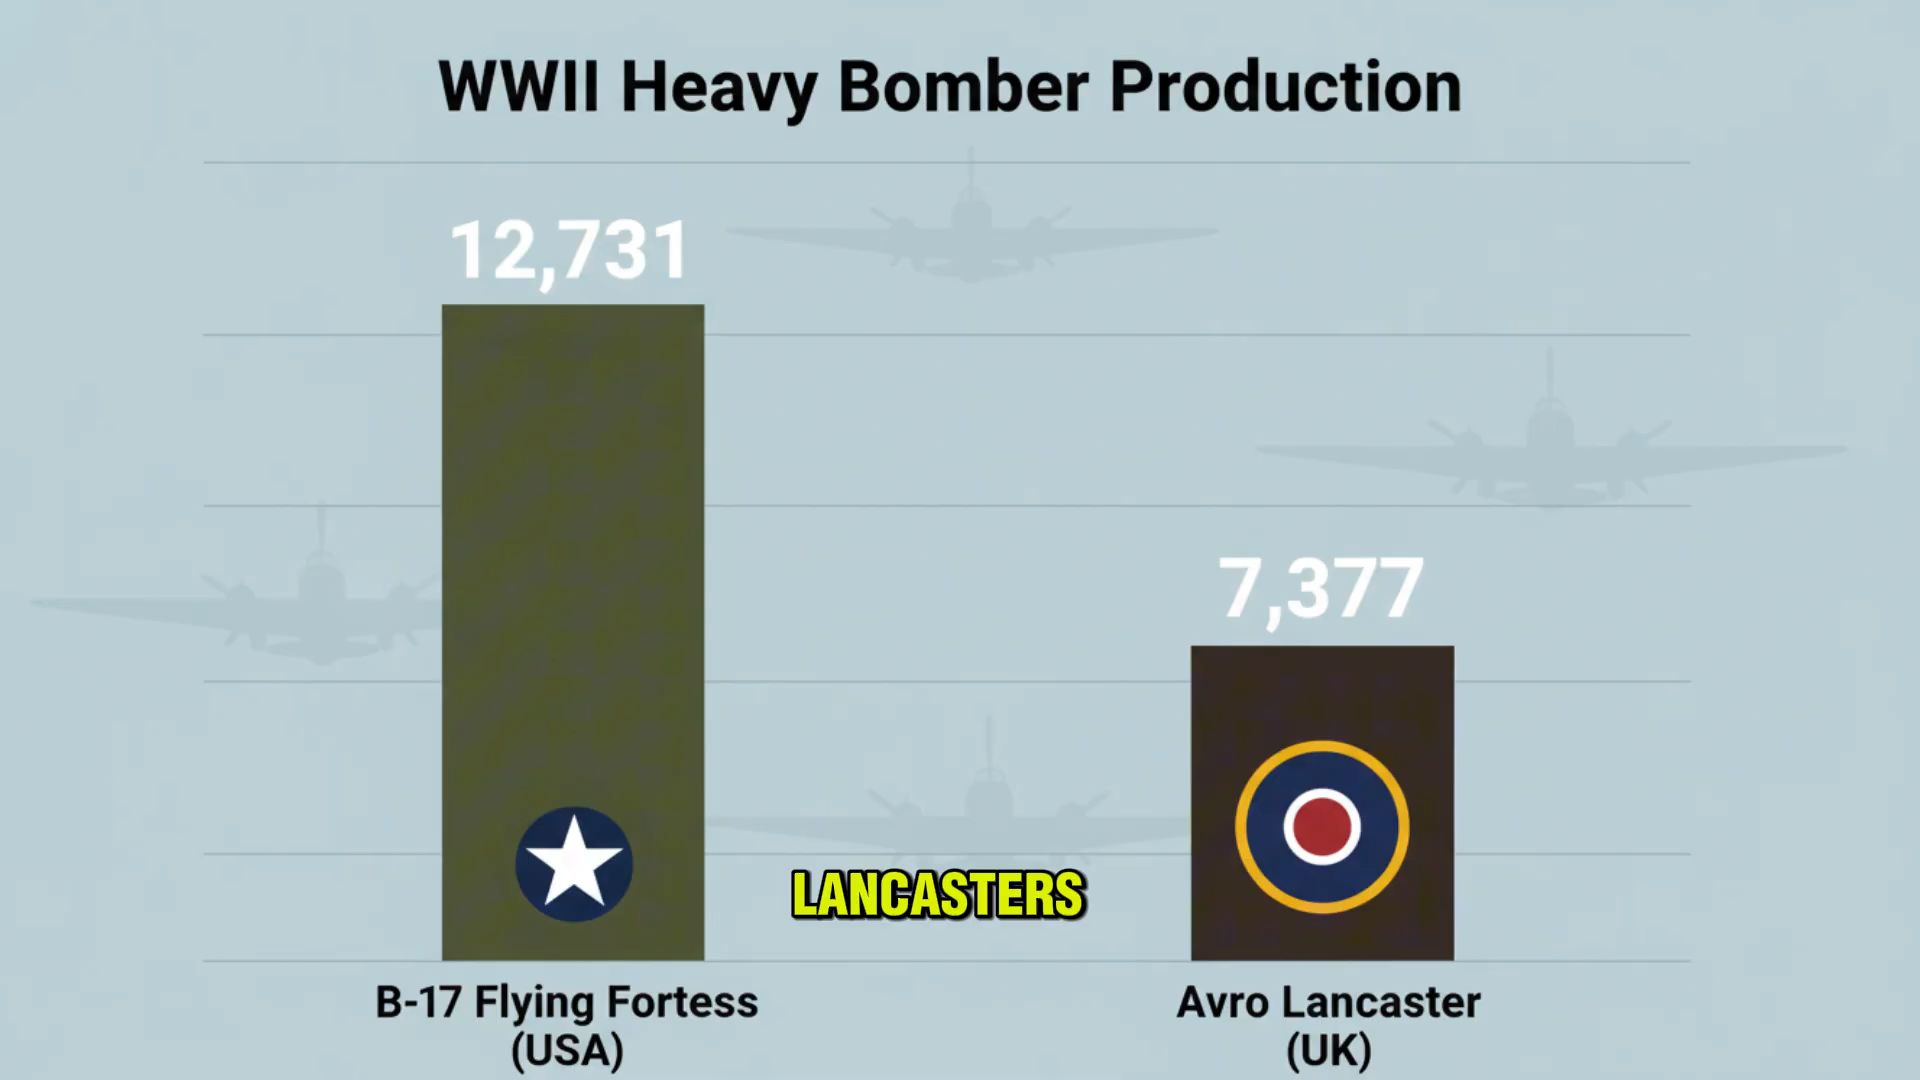 WWII Heavy Bomber Production
12,731
7,377
LANCASTERS
B-17 Flying Fortess
(USA)
Avro Lancaster
(UK)